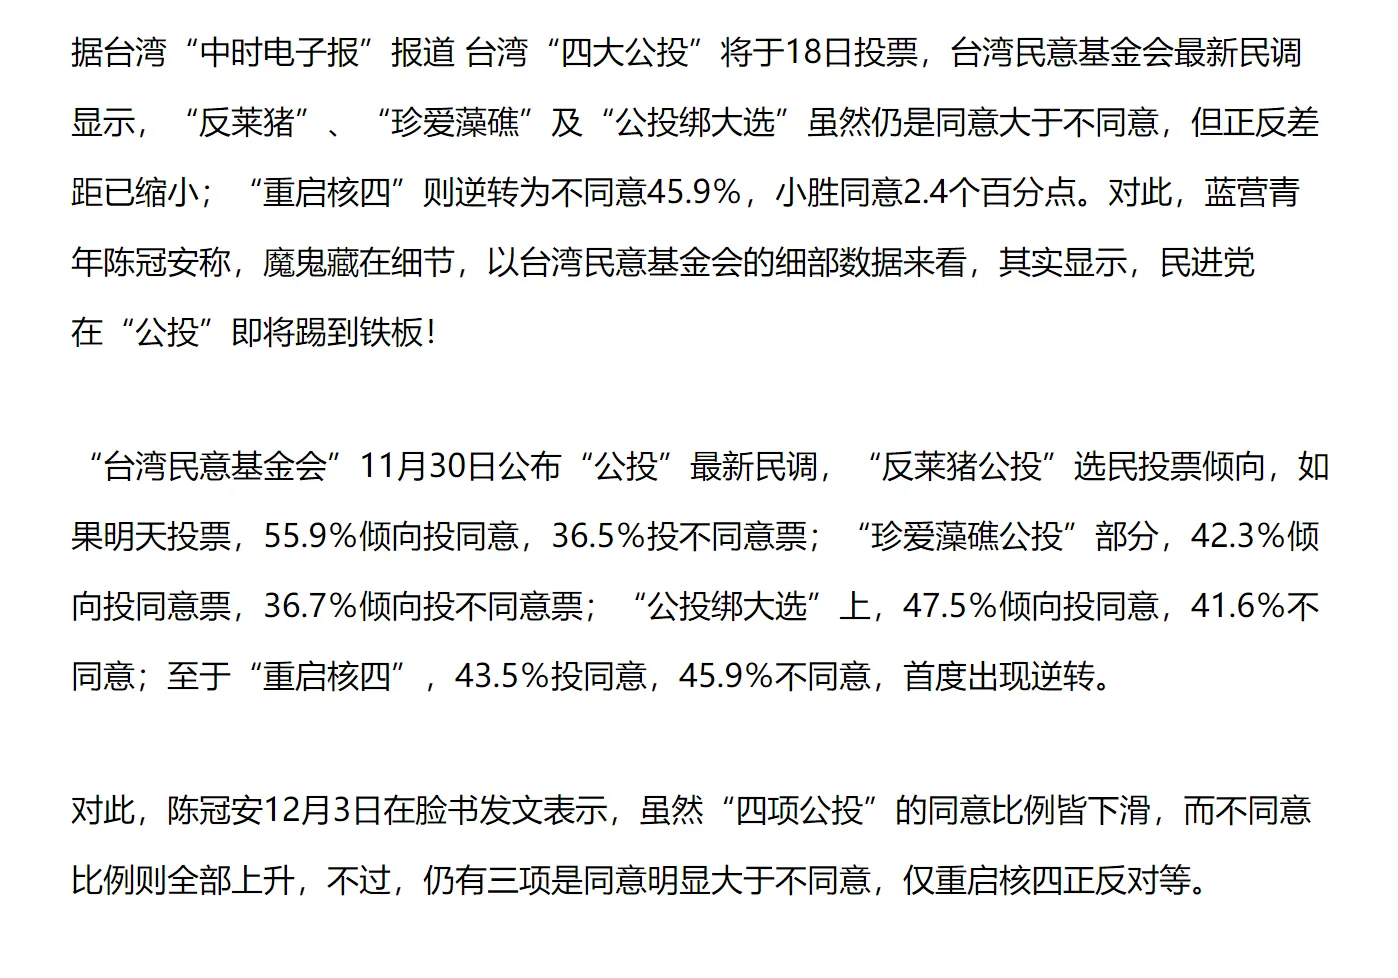 据台湾“中时电子报”报道 台湾“四大公投”将于18日投票，台湾民意基金会最新民调
显示，“反莱猪”、“珍爱藻礁”及“公投绑大选”虽然仍是同意大于不同意，但正反差
距已缩小；“重启核四”则逆转为不同意45.9%，小胜同意2.4个百分点。对此，蓝营青
年陈冠安称，魔鬼藏在细节，以台湾民意基金会的细部数据来看，其实显示，民进党
在“公投”即将踢到铁板！
“台湾民意基金会”11月30日公布“公投”最新民调，“反莱猪公投”选民投票倾向，如
果明天投票，55.9%倾向投同意，36.5%投不同意票；“珍爱藻礁公投”部分，42.3%倾
向投同意票，36.7%倾向投不同意票；“公投绑大选”上，47.5%倾向投同意，41.6%不
同意；至于“重启核四”，43.5%投同意，45.9%不同意，首度出现逆转。
对此，陈冠安12月3日在脸书发文表示，虽然“四项公投”的同意比例皆下滑，而不同意
比例则全部上升，不过，仍有三项是同意明显大于不同意，仅重启核四正反对等。